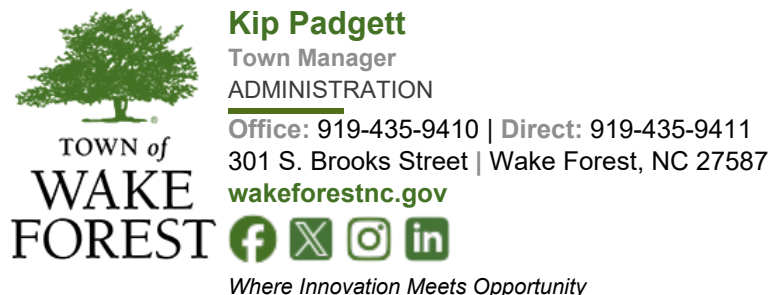 Kip Padgett
Town Manager
ADMINISTRATION
Office: 919-435-9410 | Direct: 919-435-9411
301 S. Brooks Street | Wake Forest, NC 27587
wakeforestnc.gov
Where Innovation Meets Opportunity
TOWN of
WAKE
FOREST